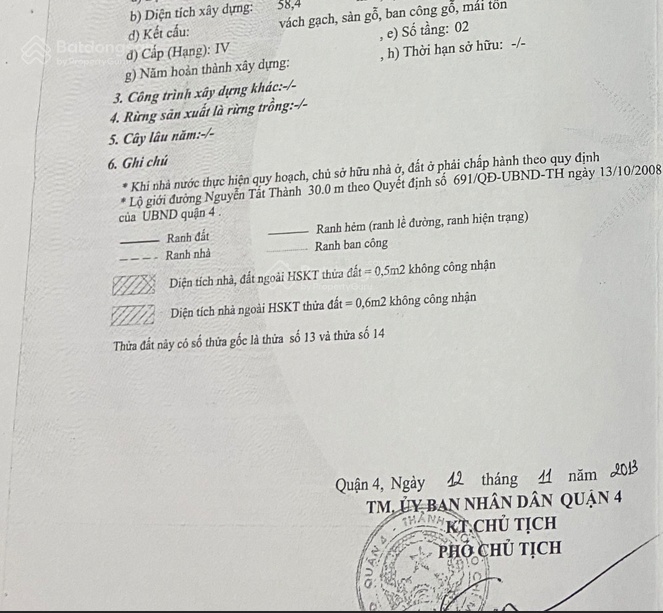 b) Diện tích xây dựng: 58,4
d) Kết cấu: vách gạch, sàn gỗ, ban công gỗ, mái tôn
đ) Cấp (Hạng): IV , e) Số tầng: 02
g) Năm hoàn thành xây dựng: , h) Thời hạn sở hữu: -/-
3. Công trình xây dựng khác:-/-
4. Rừng sản xuất là rừng trồng:-/-
5. Cây lâu năm:-/-
6. Ghi chú
* Khi nhà nước thực hiện quy hoạch, chủ sở hữu nhà ở, đất ở phải chấp hành theo quy định
* Lộ giới đường Nguyễn Tất Thành 30.0 m theo Quyết định số 691/QĐ-UBND-TH ngày 13/10/2008
của UBND quận 4 .
Ranh đất Ranh hẻm (ranh lề đường, ranh hiện trạng)
Ranh nhà Ranh ban công
Diện tích nhà, đất ngoài HSKT thửa đất = 0,5m2 không công nhận
Diện tích nhà ngoài HSKT thửa đất = 0,6m2 không công nhận
Thửa đất này có số thửa gốc là thửa số 13 và thửa số 14
Quận 4, Ngày 12 tháng 11 năm 2013
TM. ỦY BAN NHÂN DÂN QUẬN 4
KT.CHỦ TỊCH
PHÓ CHỦ TỊCH
QUẬN 4 - THÀNH
Batdongsan
by PropertyGuru